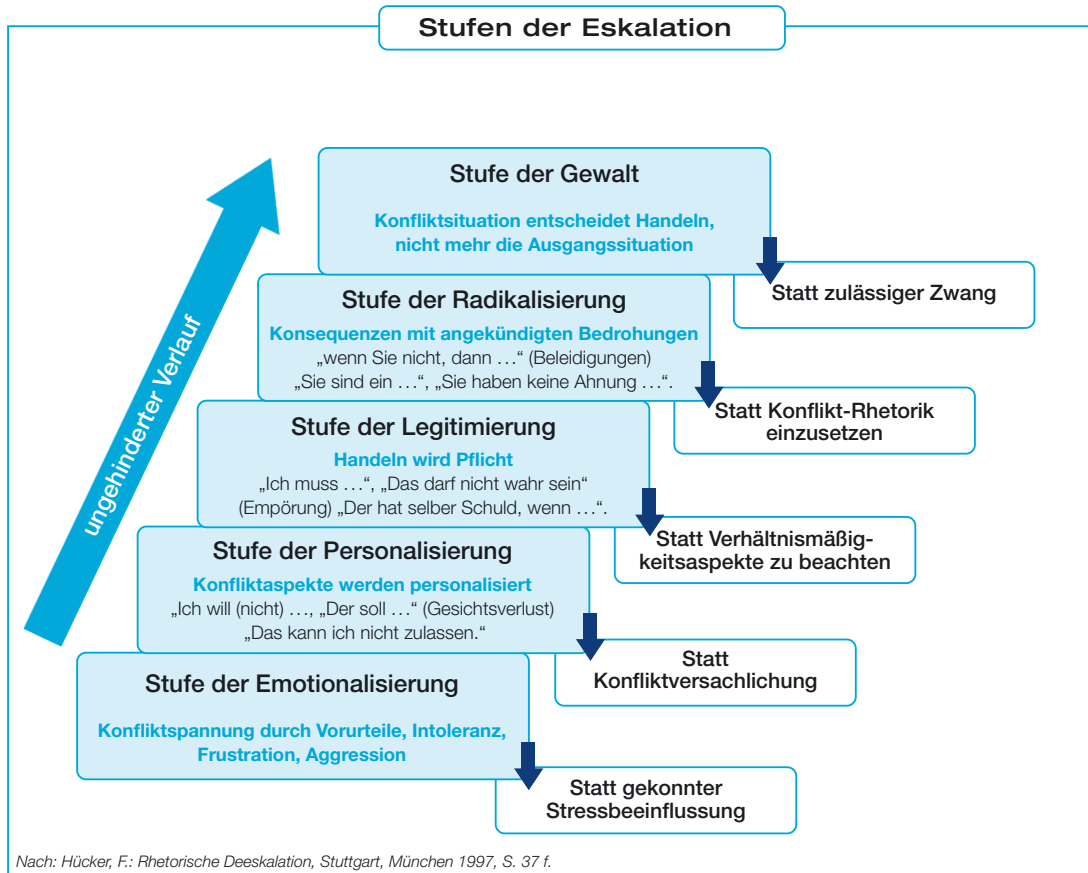 Stufen der Eskalation
ungehinderter Verlauf
Stufe der Gewalt
Konfliktsituation entscheidet Handeln,
nicht mehr die Ausgangssituation
Statt zulässiger Zwang
Stufe der Radikalisierung
Konsequenzen mit angekündigten Bedrohungen
„wenn Sie nicht, dann …“ (Beleidigungen)
„Sie sind ein …“, „Sie haben keine Ahnung …“.
Statt Konflikt-Rhetorik
einzusetzen
Stufe der Legitimierung
Handeln wird Pflicht
„Ich muss …“, „Das darf nicht wahr sein“
(Empörung) „Der hat selber Schuld, wenn …“.
Statt Verhältnismäßig-
keitsaspekte zu beachten
Stufe der Personalisierung
Konfliktaspekte werden personalisiert
„Ich will (nicht) …, „Der soll …“ (Gesichtsverlust)
„Das kann ich nicht zulassen.“
Statt
Konfliktversachlichung
Stufe der Emotionalisierung
Konfliktspannung durch Vorurteile, Intoleranz,
Frustration, Aggression
Statt gekonnter
Stressbeeinflussung
Nach: Hücker, F.: Rhetorische Deeskalation, Stuttgart, München 1997, S. 37 f.